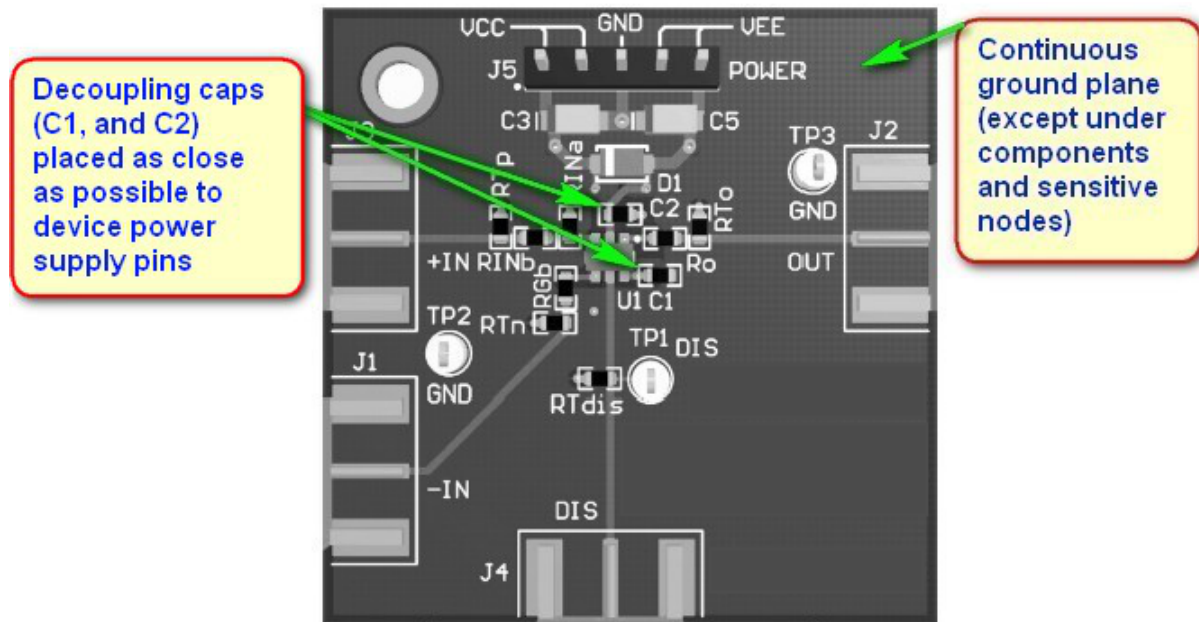 Decoupling caps
(C1, and C2)
placed as close
as possible to
device power
supply pins
Continuous
ground plane
(except under
components
and sensitive
nodes)
VCC
GND
VEE
J5
POWER
C3
C5
TP3
J2
GND
RTP
RINa
D1
C2
RTo
+IN
RINb
RGb
Ro
OUT
U1
C1
TP2
RTn
TP1
DIS
J1
GND
RTdis
-IN
DIS
J4